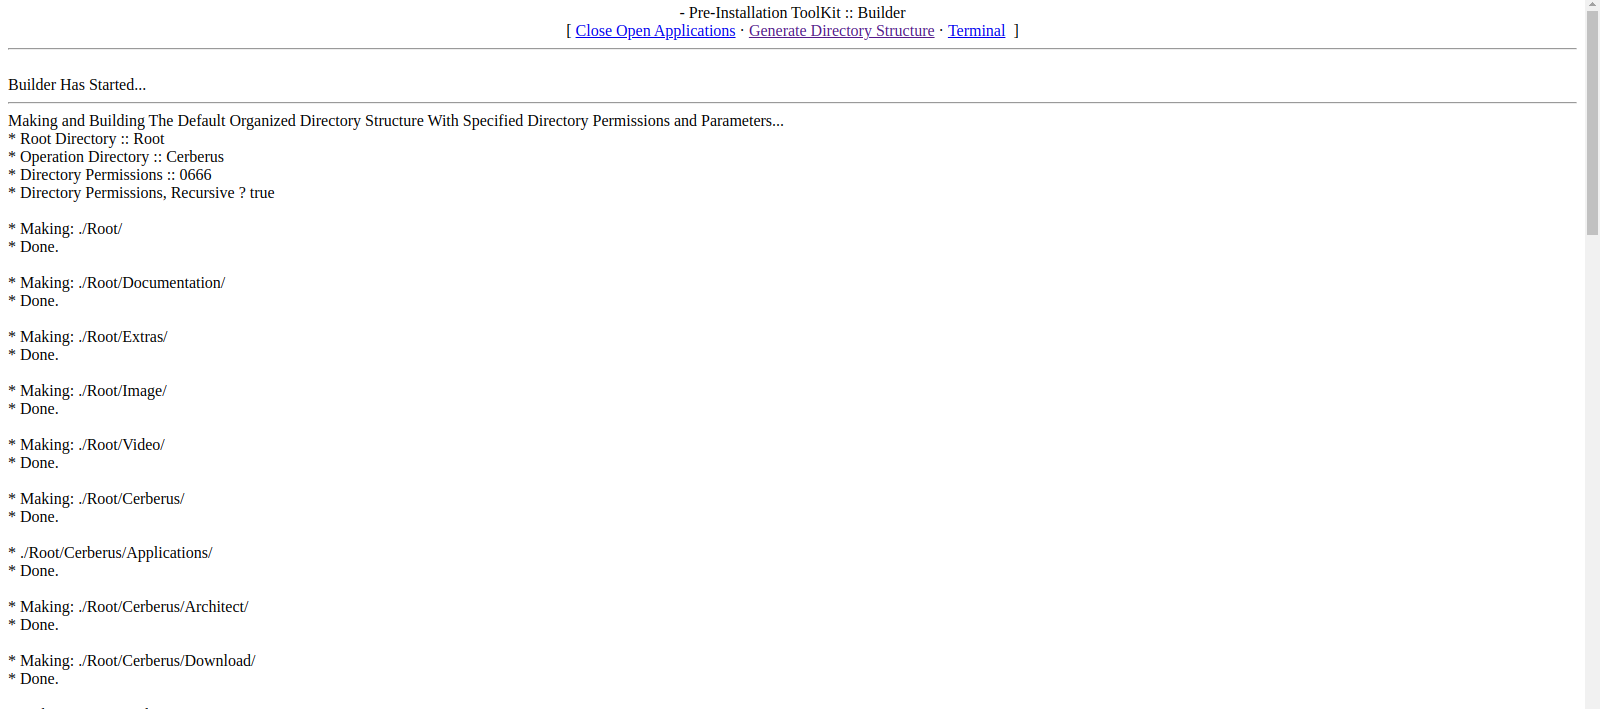 - Pre-Installation ToolKit :: Builder
[ Close Open Applications · Generate Directory Structure · Terminal ]
Builder Has Started...
Making and Building The Default Organized Directory Structure With Specified Directory Permissions and Parameters...
* Root Directory :: Root
* Operation Directory :: Cerberus
* Directory Permissions :: 0666
* Directory Permissions, Recursive ? true
* Making: ./Root/
* Done.
* Making: ./Root/Documentation/
* Done.
* Making: ./Root/Extras/
* Done.
* Making: ./Root/Image/
* Done.
* Making: ./Root/Video/
* Done.
* Making: ./Root/Cerberus/
* Done.
* ./Root/Cerberus/Applications/
* Done.
* Making: ./Root/Cerberus/Architect/
* Done.
* Making: ./Root/Cerberus/Download/
* Done.